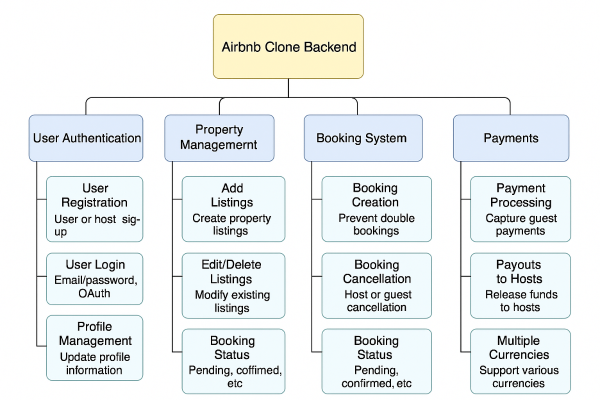 Airbnb Clone Backend
User Authentication
Property
Managemernt
Booking System
Payments
User
Registration
User or host sig-
up
User Login
Email/password,
OAuth
Profile
Management
Update profile
information
Add
Listings
Create property
listings
Edit/Delete
Listings
Modify existing
listings
Booking
Status
Pending, coffirmed,
etc
Booking
Creation
Prevent double
bookings
Booking
Cancellation
Host or guest
cancellation
Booking
Status
Pending,
confirmed, etc
Payment
Processing
Capture guest
payments
Payouts
to Hosts
Release funds
to hosts
Multiple
Currencies
Support various
currencies